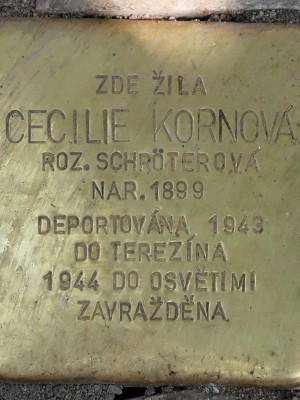 ZDE ŽILA
CECILIE KORNOVÁ
ROZ. SCHRÖTEROVÁ
NAR. 1899
DEPORTOVÁNA 1943
DO TEREZÍNA
1944 DO OSVĚTIMI
ZAVRAŽDĚNA